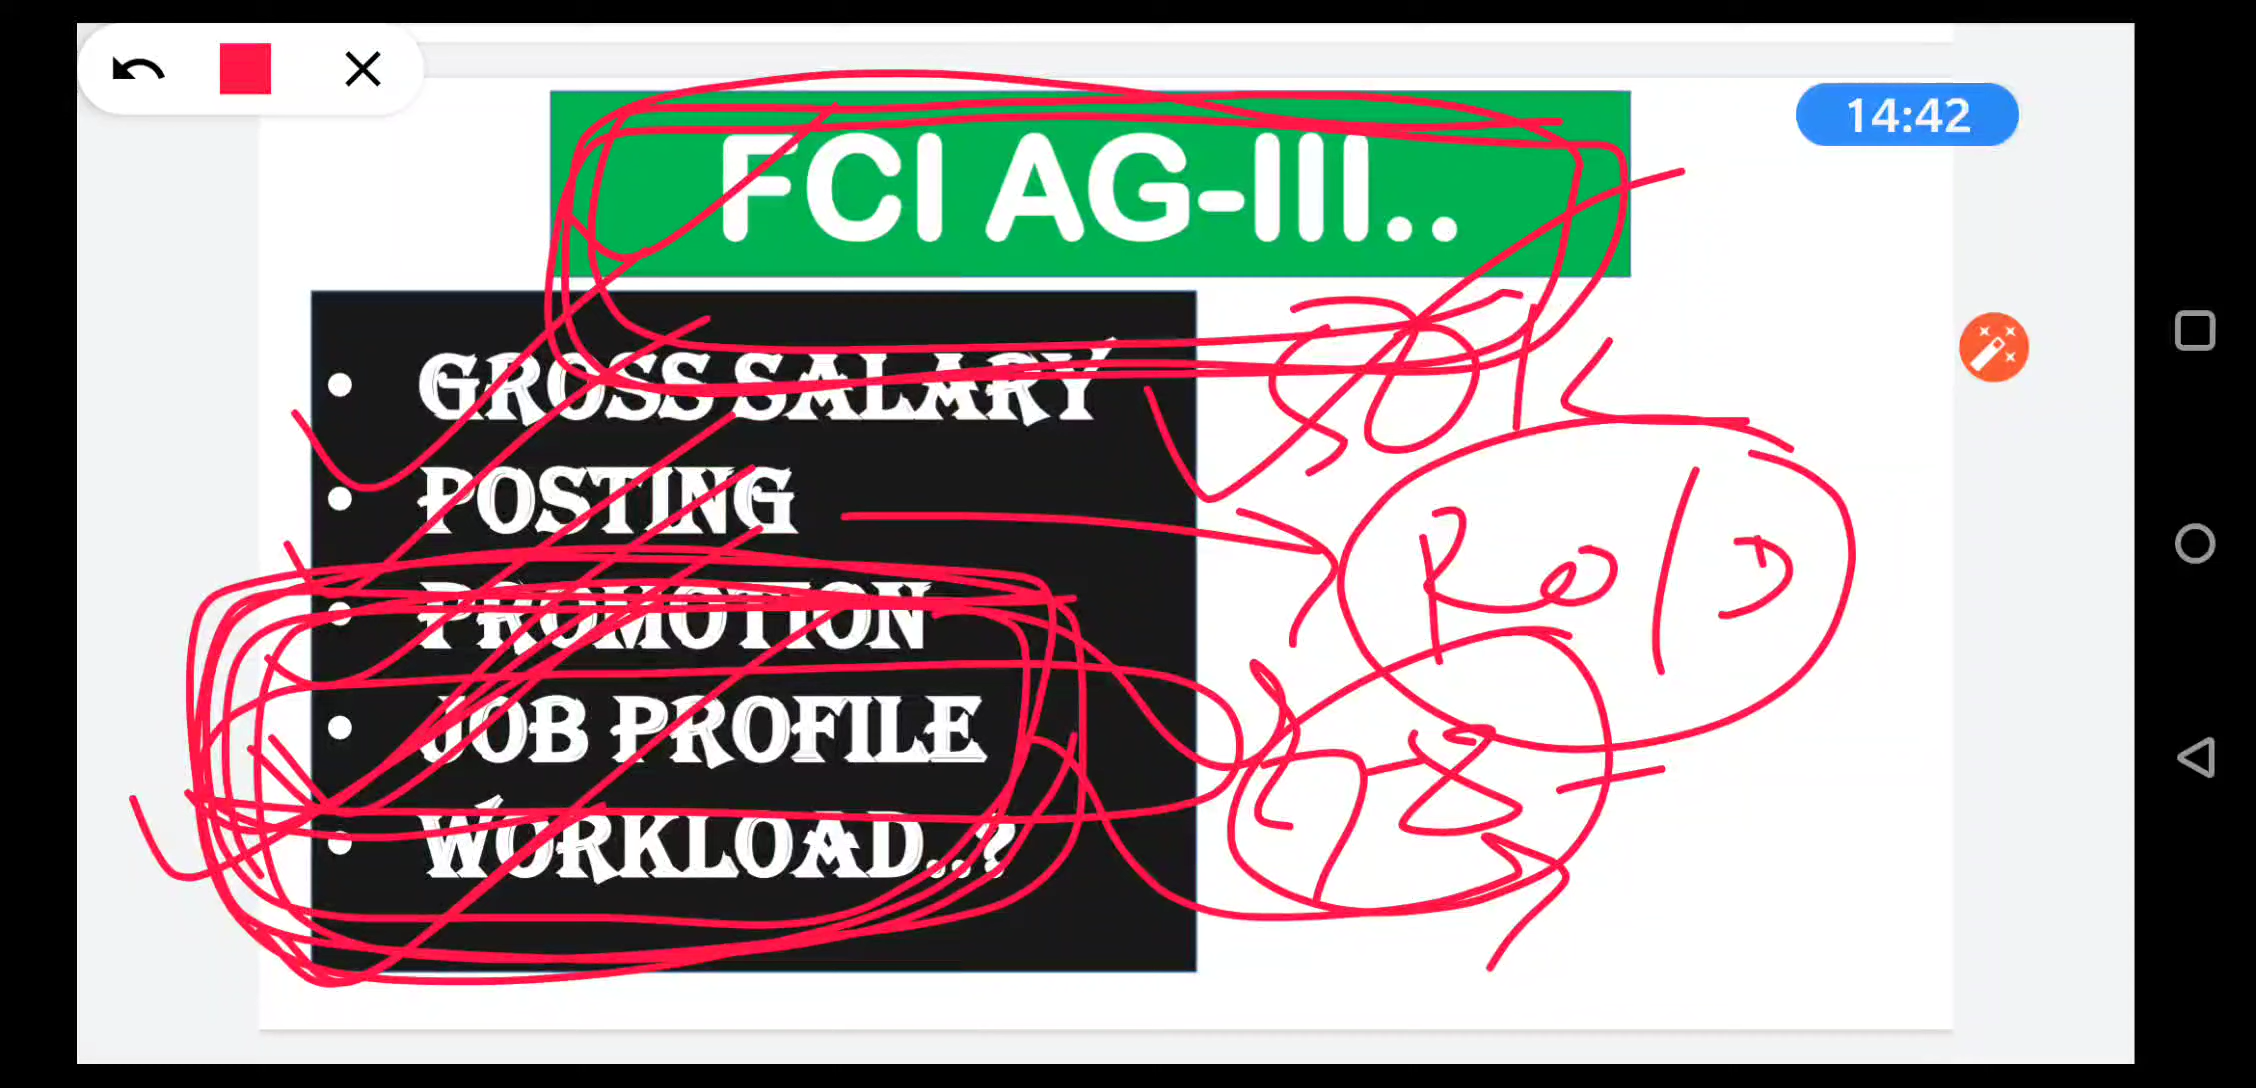 14:42
FCI AG-III..
• GROSS SALARY
• POSTING
• PROMOTION
• JOB PROFILE
• WORKLOAD..?